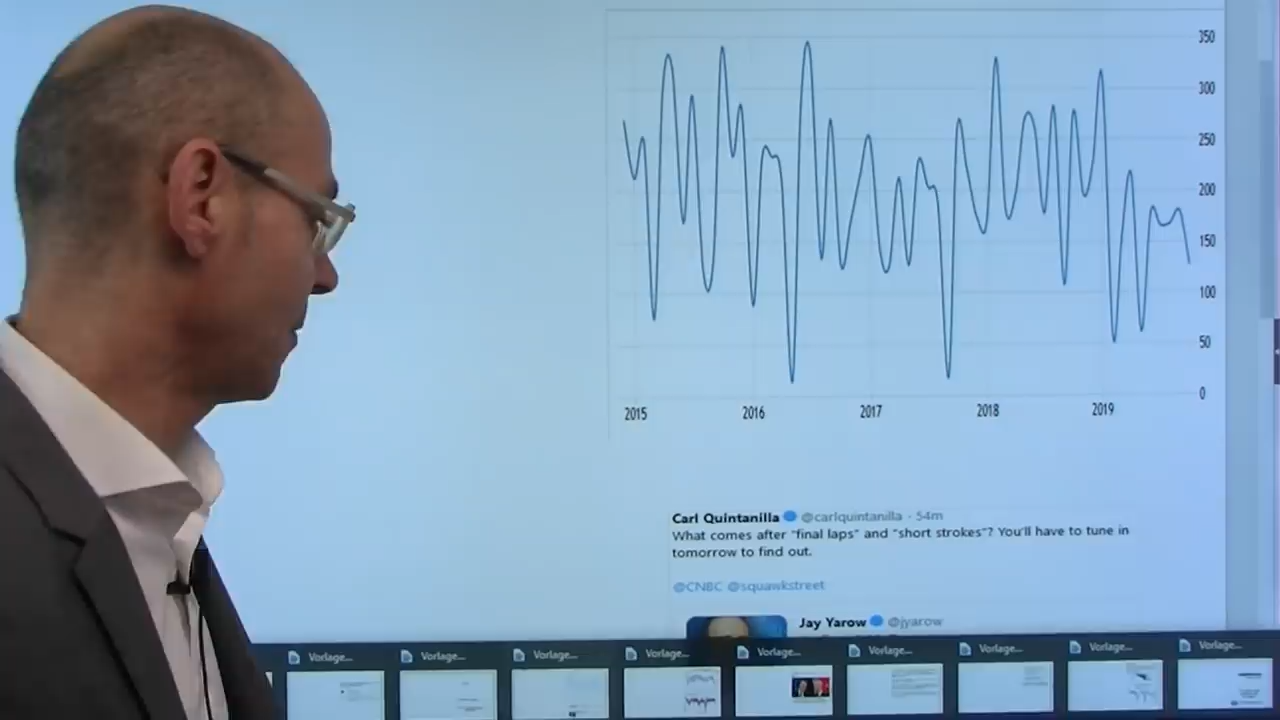 350
300
250
200
150
100
50
0
2015 2016 2017 2018 2019
Carl Quintanilla @carlquintanilla · 54m
What comes after "final laps" and "short strokes"? You'll have to tune in
tomorrow to find out.
@CNBC @squawkstreet
Jay Yarow @jyarow
Vorlage... Vorlage... Vorlage... Vorlage... Vorlage... Vorlage... Vorlage... Vorlage... Vorlage...